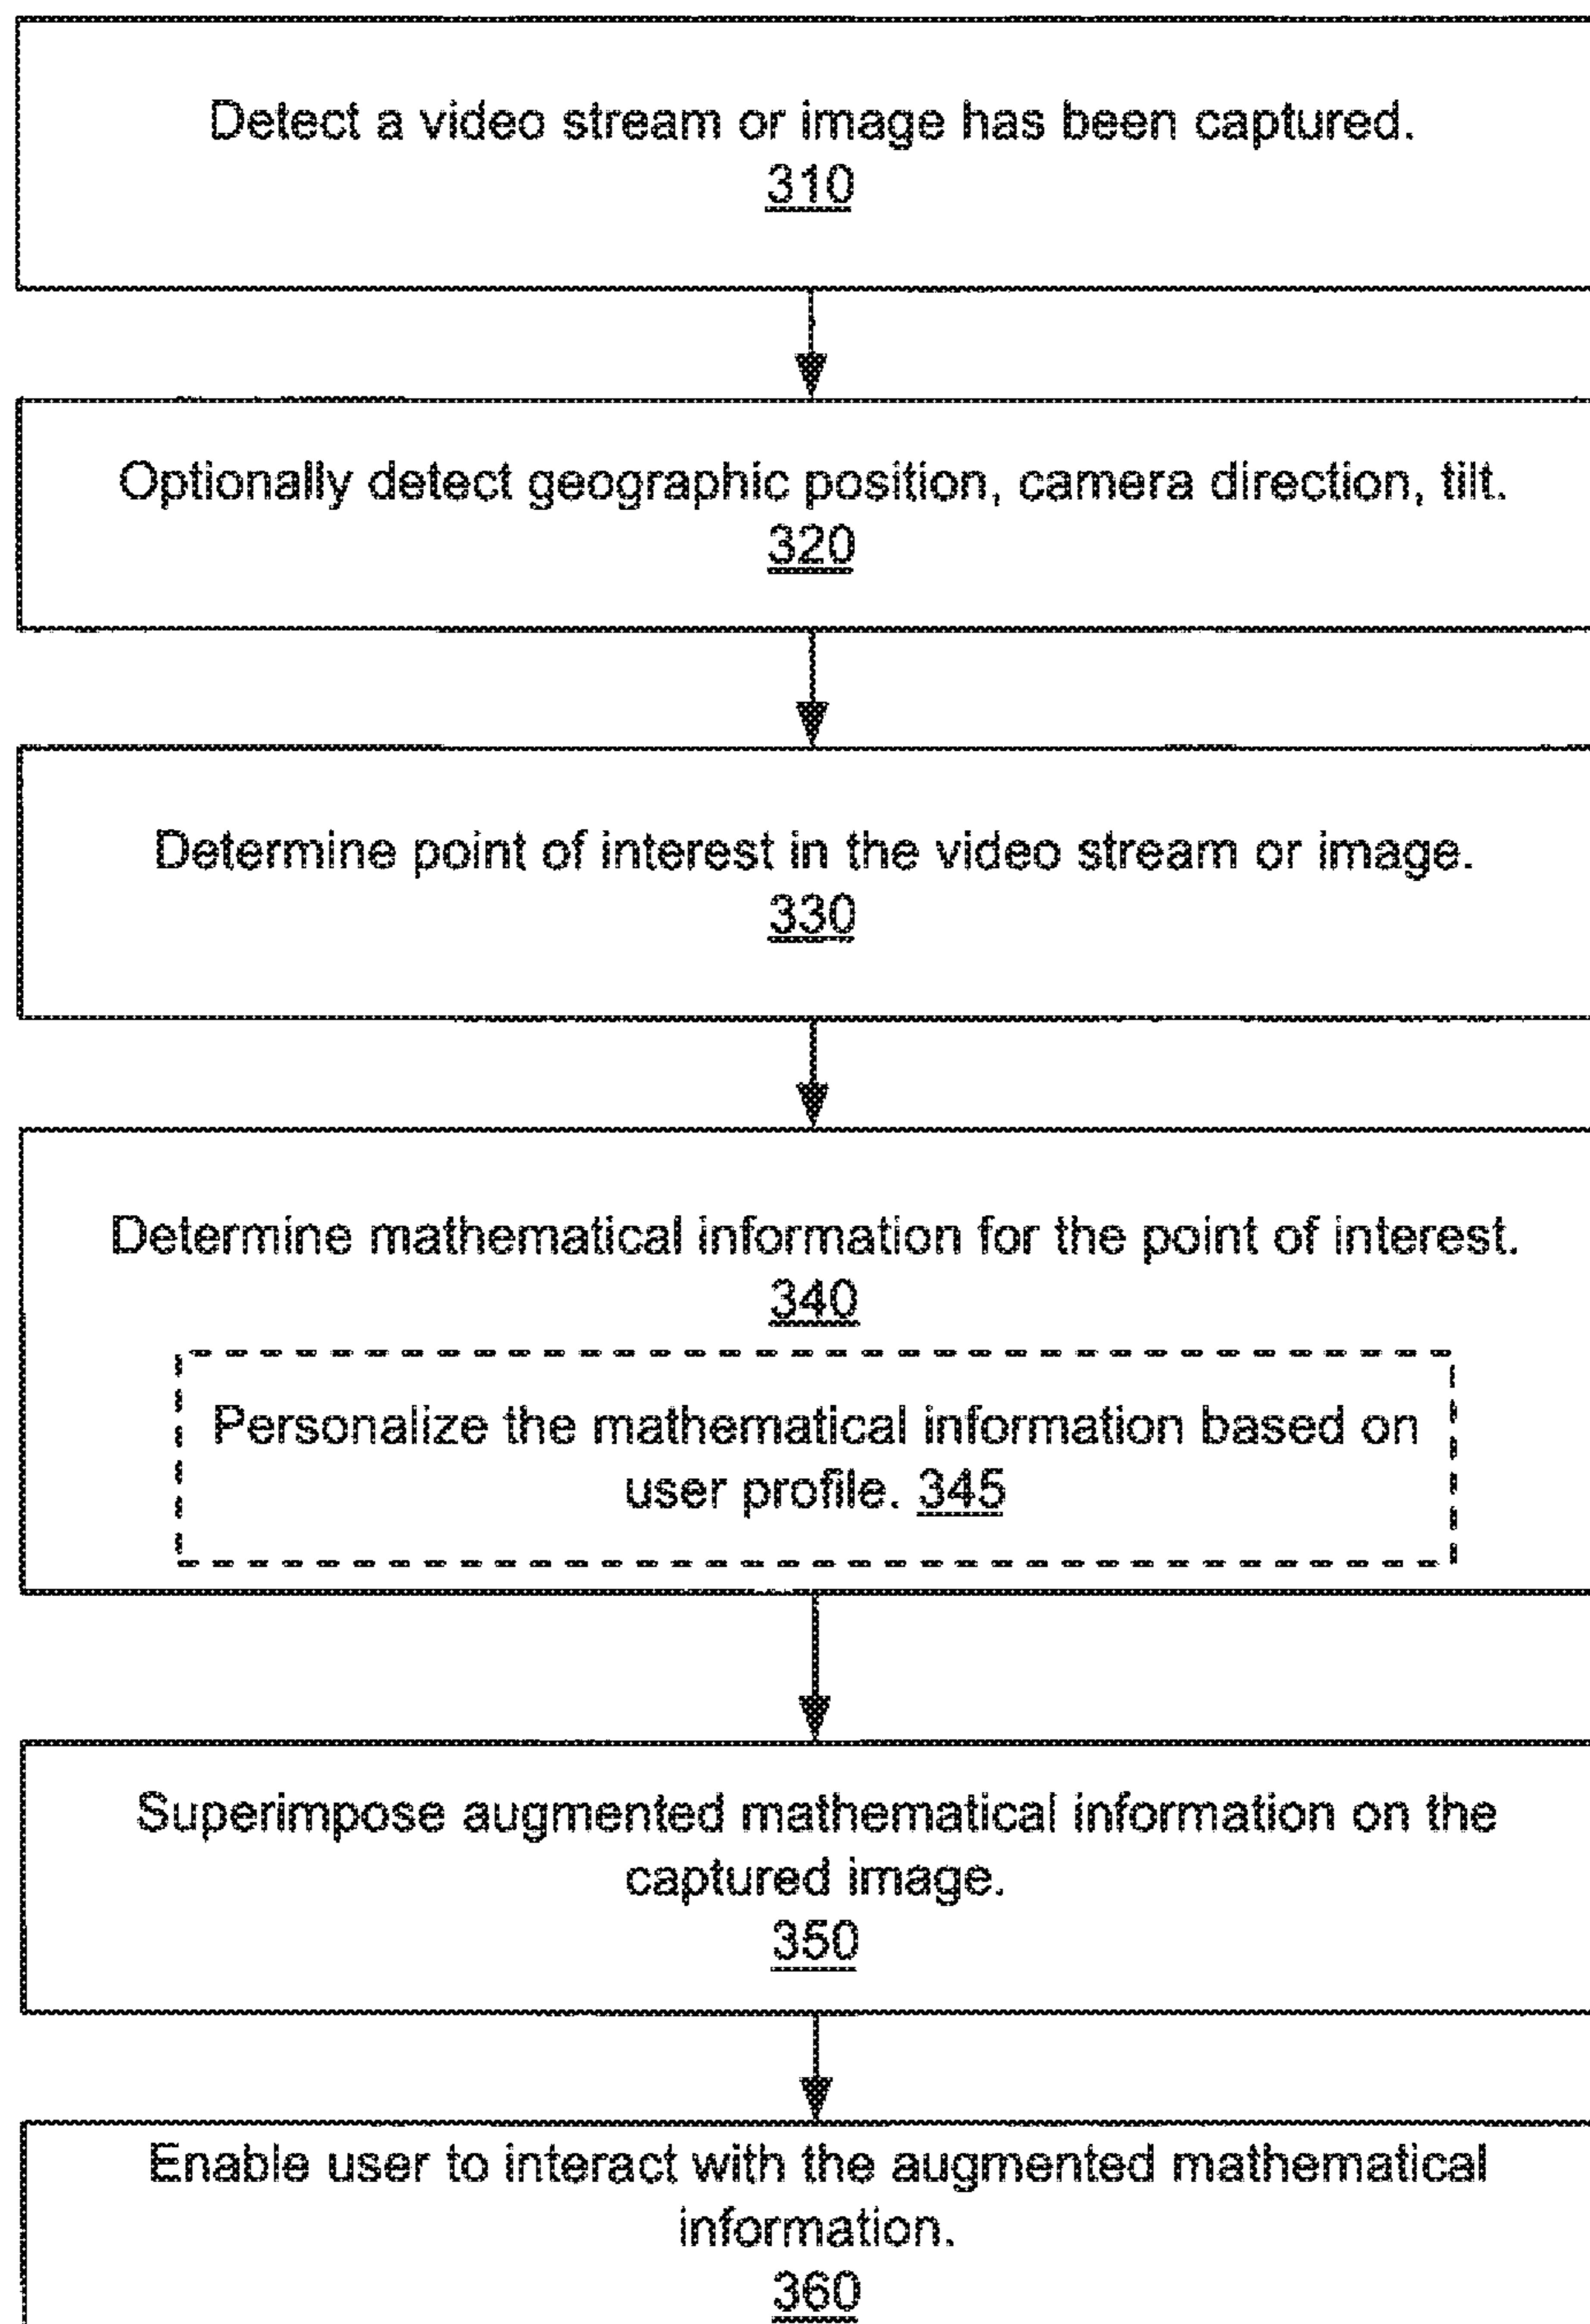 Detect a video stream or image has been captured.
310
Optionally detect geographic position, camera direction, tilt.
320
Determine point of interest in the video stream or image.
330
Determine mathematical information for the point of interest.
340
Personalize the mathematical information based on
user profile. 345
Superimpose augmented mathematical information on the
captured image.
350
Enable user to interact with the augmented mathematical
information.
360